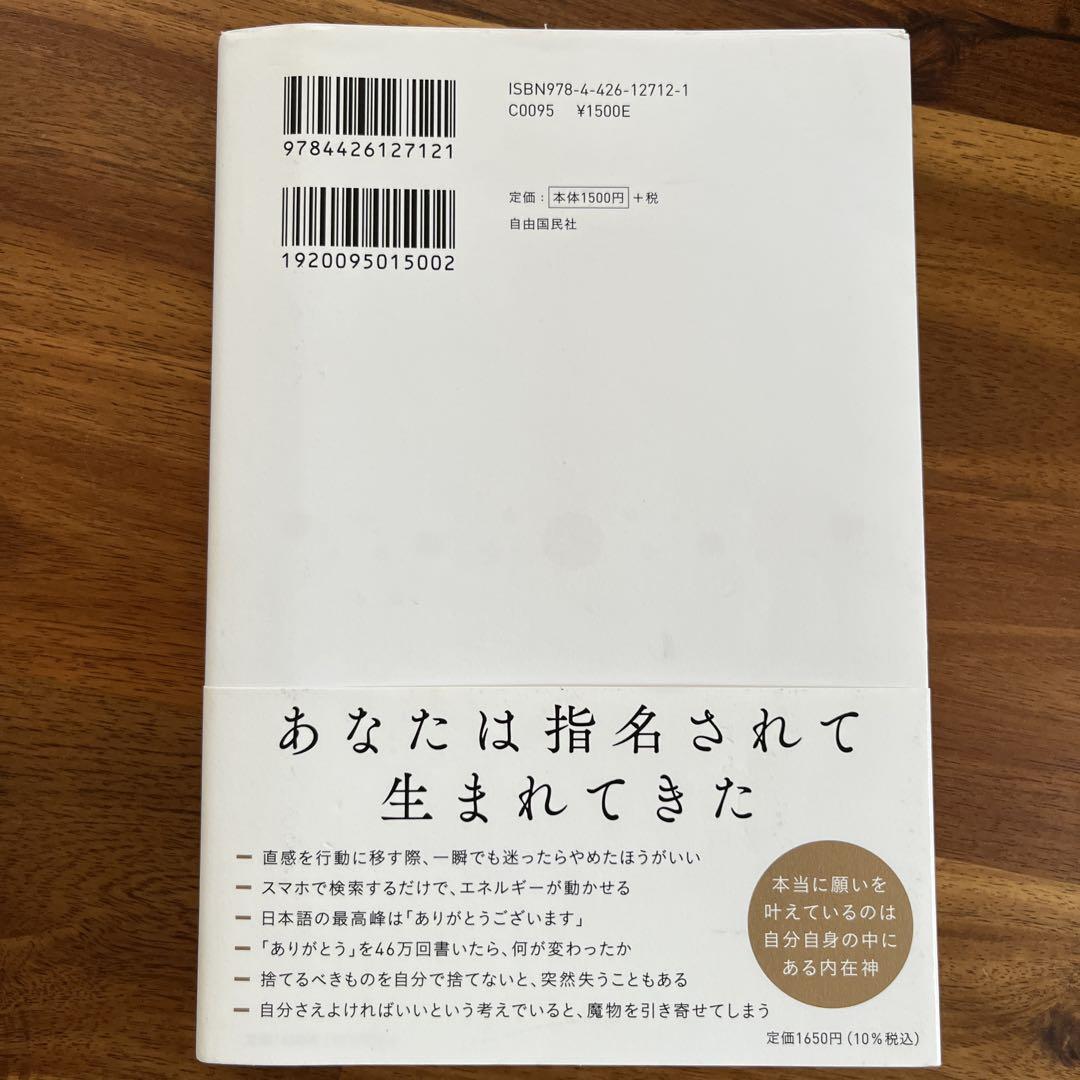 ISBN978-4-426-12712-1
C0095 ¥1500E
9784426127121
定価：本体1500円＋税
自由国民社
1920095015002
あなたは指名されて
生まれてきた
ー 直感を行動に移す際、一瞬でも迷ったらやめたほうがいい
ー スマホで検索するだけで、エネルギーが動かせる
ー 日本語の最高峰は「ありがとうございます」
ー 「ありがとう」を46万回書いたら、何が変わったか
ー 捨てるべきものを自分で捨てないと、突然失うこともある
ー 自分さえよければいいという考えでいると、魔物を引き寄せてしまう
本当に願いを
叶えているのは
自分自身の中に
ある内在神
定価1650円（10%税込）